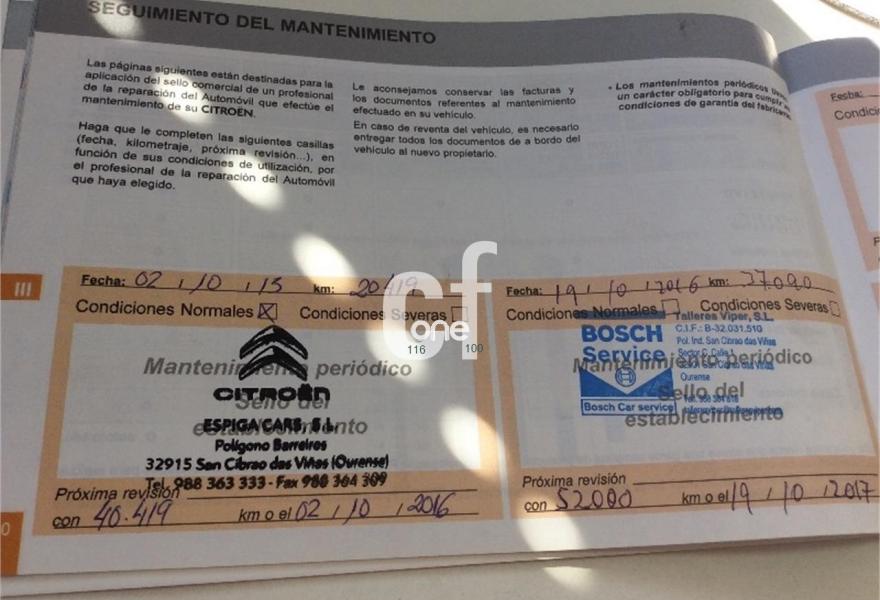 SEGUIMIENTO DEL MANTENIMIENTO
Las páginas siguientes están destinadas para la
aplicación del sello comercial de un profesional
de la reparación del Automóvil que efectúe el
mantenimiento de su CITROËN.
Haga que le completen las siguientes casillas
(fecha, kilometraje, próxima revisión...), en
función de sus condiciones de utilización, por
el profesional de la reparación del Automóvil
que haya elegido.
Le aconsejamos conservar las facturas y
los documentos referentes al mantenimiento
efectuado en su vehículo.
En caso de reventa del vehículo, es necesario
entregar todos los documentos de a bordo del
vehículo al nuevo propietario.
• Los mantenimientos periódicos
un carácter obligatorio para cumplir
condiciones de garantía del
III
Fecha: 02 / 10 / 15 km: 20419
Condiciones Normales Condiciones Severas
Mantenimiento periódico
Sello del
establecimiento
CITROËN
ESPIGA CARS, S.L.
Polígono Barreiros
32915 San Cibrao das Viñas (Ourense)
Tel. 988 363 333 - Fax 988 364 309
Próxima revisión
con 40.419 km o el 02 / 10 / 2016
Fecha: 19 / 10 / 2016 km: 37.090
Condiciones Normales Condiciones Severas
Mantenimiento periódico
Sello del
establecimiento
BOSCH
Service
Bosch Car service
Talleres Viper, S.L.
C.I.F.: B-32.031.510
Pol. Ind. San Cibrao das Viñas
Ourense
Próxima revisión
con 52000 km o el 19 / 10 / 2017
116
100
cf
one
Fecha:
0